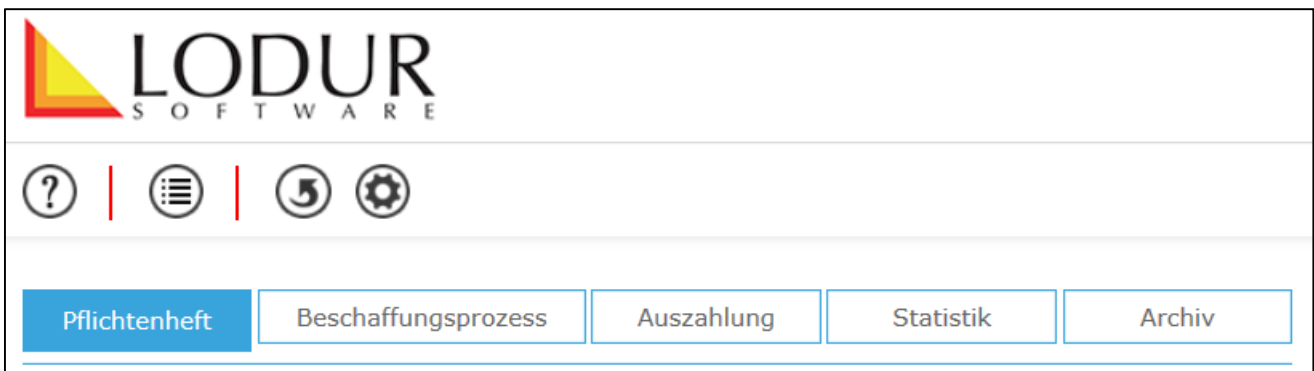 LODUR
SOFTWARE
?
Pflichtenheft Beschaffungsprozess Auszahlung Statistik Archiv